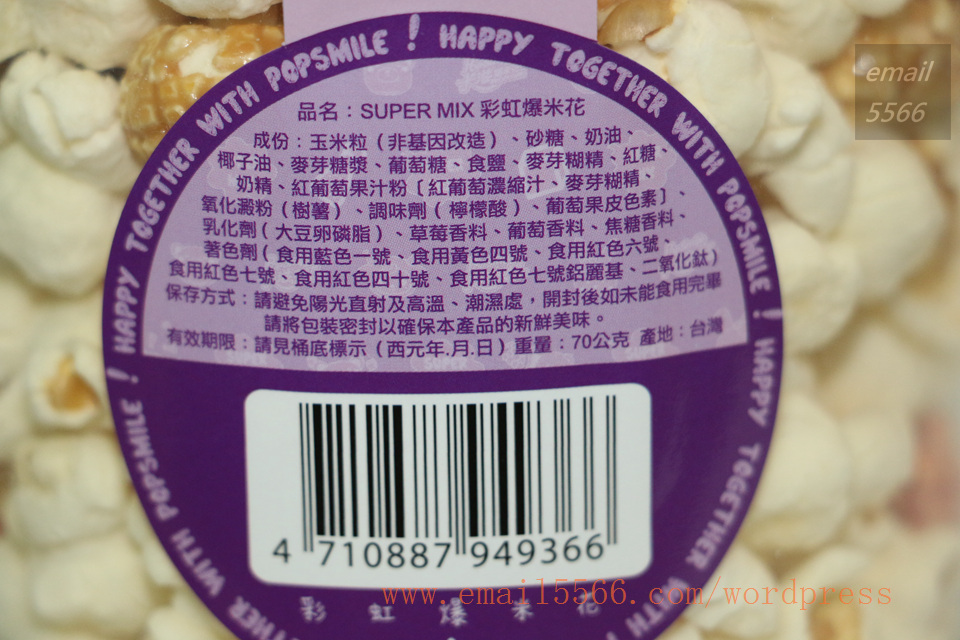 HAPPY TOGETHER WITH POPSMILE ! HAPPY TOGETHER WITH POPSMILE ! HAPPY TOGETHER WITH
TOGETHER WITH POPSMILE !
email
5566
品名：SUPER MIX 彩虹爆米花
成份：玉米粒（非基因改造）、砂糖、奶油、
椰子油、麥芽糖漿、葡萄糖、食鹽、麥芽糊精、紅糖、
奶精、紅葡萄果汁粉〔紅葡萄濃縮汁、麥芽糊精、
氧化澱粉（樹薯）、調味劑（檸檬酸）、葡萄果皮色素〕、
乳化劑（大豆卵磷脂）、草莓香料、葡萄香料、焦糖香料、
著色劑（食用藍色一號、食用黃色四號、食用紅色六號、
食用紅色七號、食用紅色四十號、食用紅色七號鋁麗基、二氧化鈦）
保存方式：請避免陽光直射及高溫、潮濕處，開封後如未能食用完畢
請將包裝密封以確保本產品的新鮮美味。
有效期限：請見桶底標示（西元年.月.日）重量：70公克 產地：台灣
4 710887 949366
www.email5566.com/wordpress
彩虹爆米花